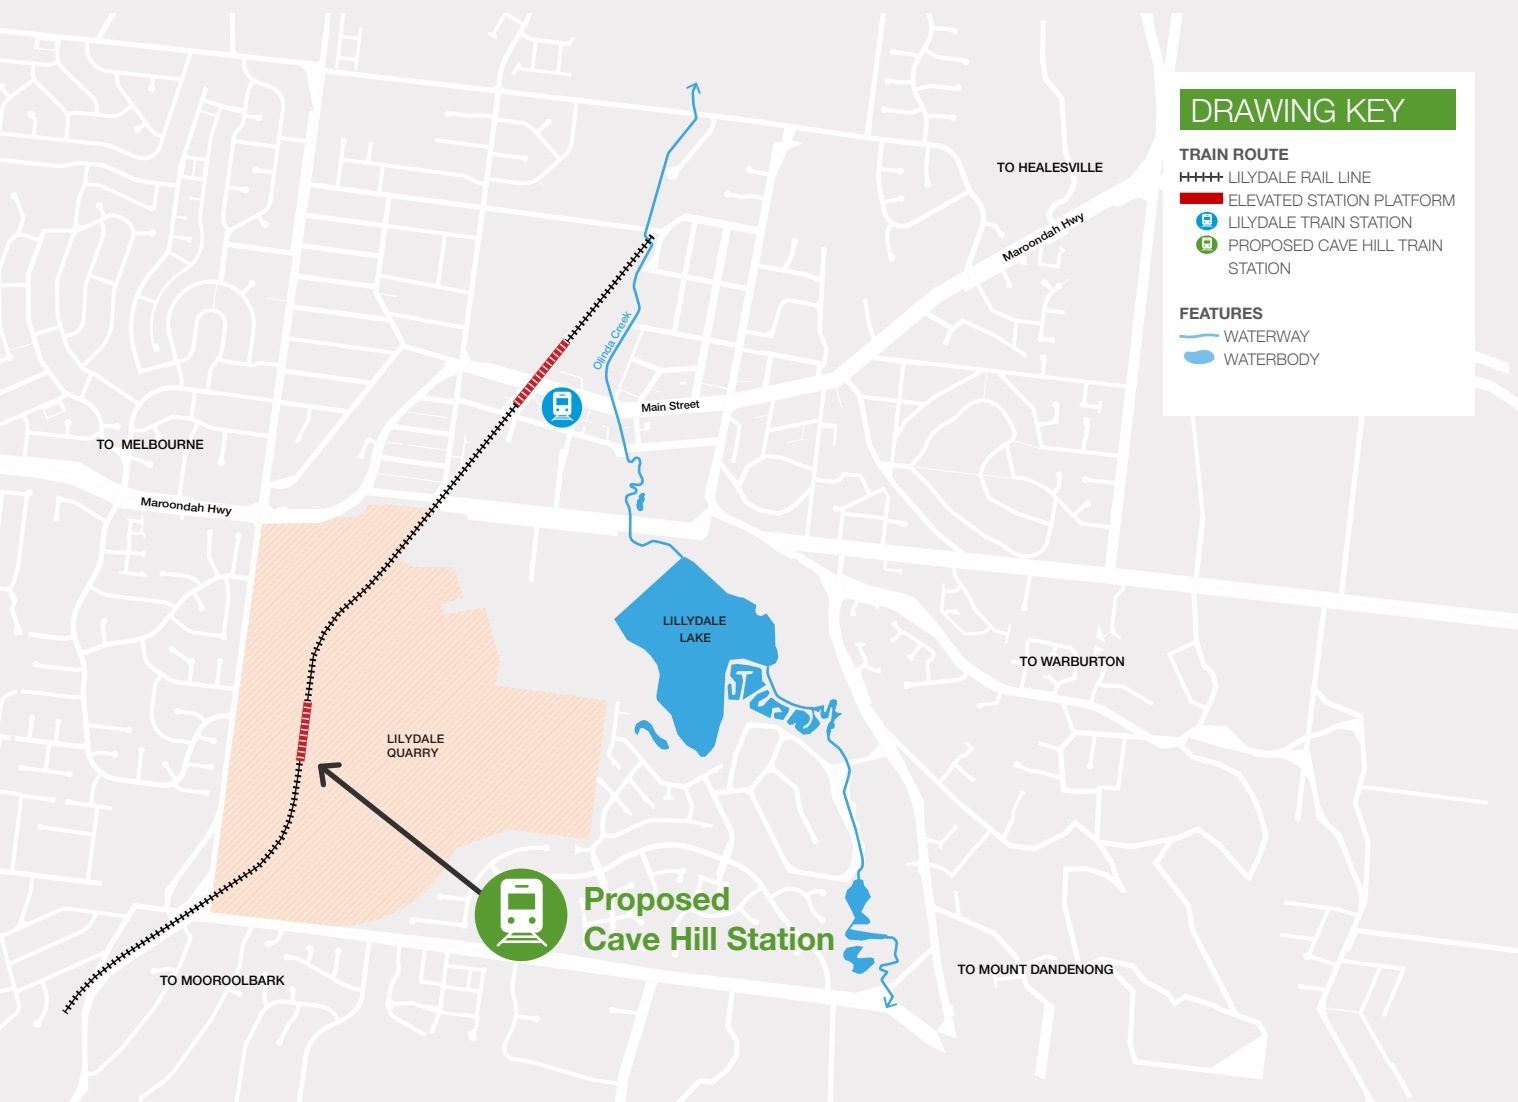 DRAWING KEY
TRAIN ROUTE
LILYDALE RAIL LINE
ELEVATED STATION PLATFORM
LILYDALE TRAIN STATION
PROPOSED CAVE HILL TRAIN
STATION
FEATURES
WATERWAY
WATERBODY
TO HEALESVILLE
Maroondah Hwy
Olinda Creek
Main Street
TO  MELBOURNE
Maroondah Hwy
LILLYDALE
LAKE
TO WARBURTON
LILYDALE
QUARRY
Proposed
Cave Hill Station
TO MOOROOLBARK
TO MOUNT DANDENONG